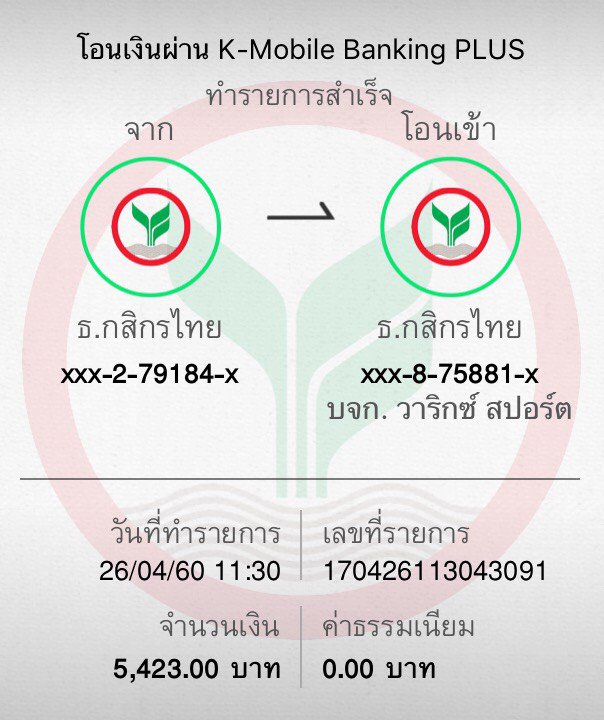 โอนเงินผ่าน K-Mobile Banking PLUS
ทำรายการสำเร็จ
จาก
โอนเข้า
ธ.กสิกรไทย
ธ.กสิกรไทย
xxx-2-79184-x
xxx-8-75881-x
บจก. วาริกซ์ สปอร์ต
วันที่ทำรายการ
เลขที่รายการ
26/04/60 11:30
170426113043091
จำนวนเงิน
ค่าธรรมเนียม
5,423.00 บาท
0.00 บาท